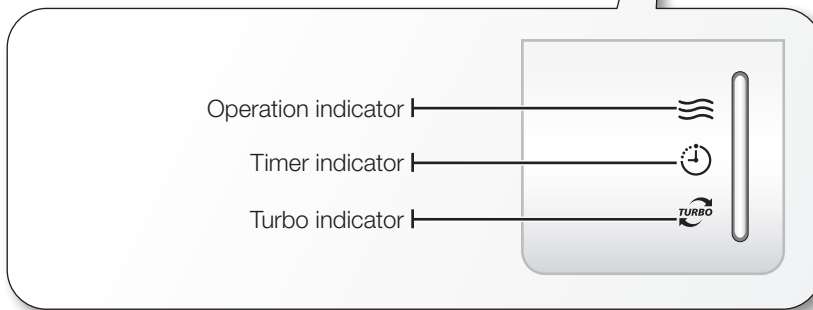 Operation indicator
Timer indicator
Turbo indicator
TURBO